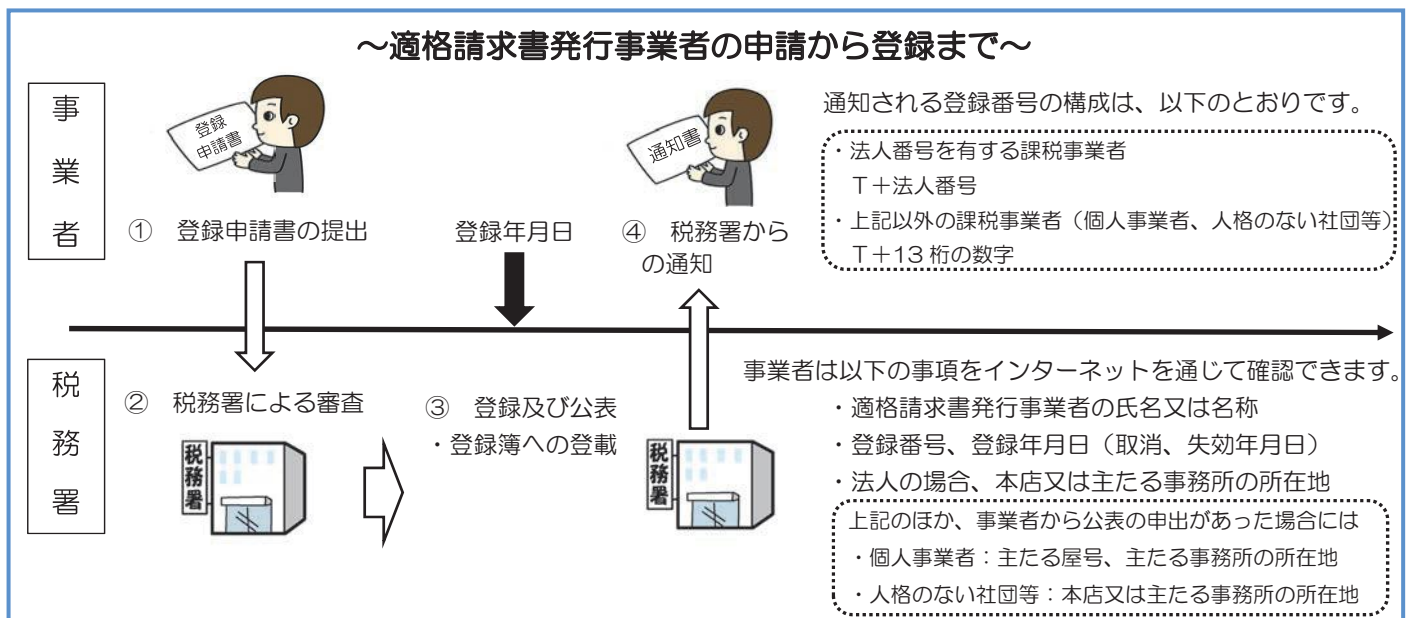 ～適格請求書発行事業者の申請から登録まで～
事業者
登録
申請書
① 登録申請書の提出
登録年月日
通知書
④ 税務署から
の通知
通知される登録番号の構成は、以下のとおりです。
・法人番号を有する課税事業者
T＋法人番号
・上記以外の課税事業者（個人事業者、人格のない社団等）
T＋13 桁の数字
税務署
② 税務署による審査
税務署
③ 登録及び公表
・登録簿への登載
税務署
事業者は以下の事項をインターネットを通じて確認できます。
・適格請求書発行事業者の氏名又は名称
・登録番号、登録年月日（取消、失効年月日）
・法人の場合、本店又は主たる事務所の所在地
上記のほか、事業者から公表の申出があった場合には
・個人事業者：主たる屋号、主たる事務所の所在地
・人格のない社団等：本店又は主たる事務所の所在地